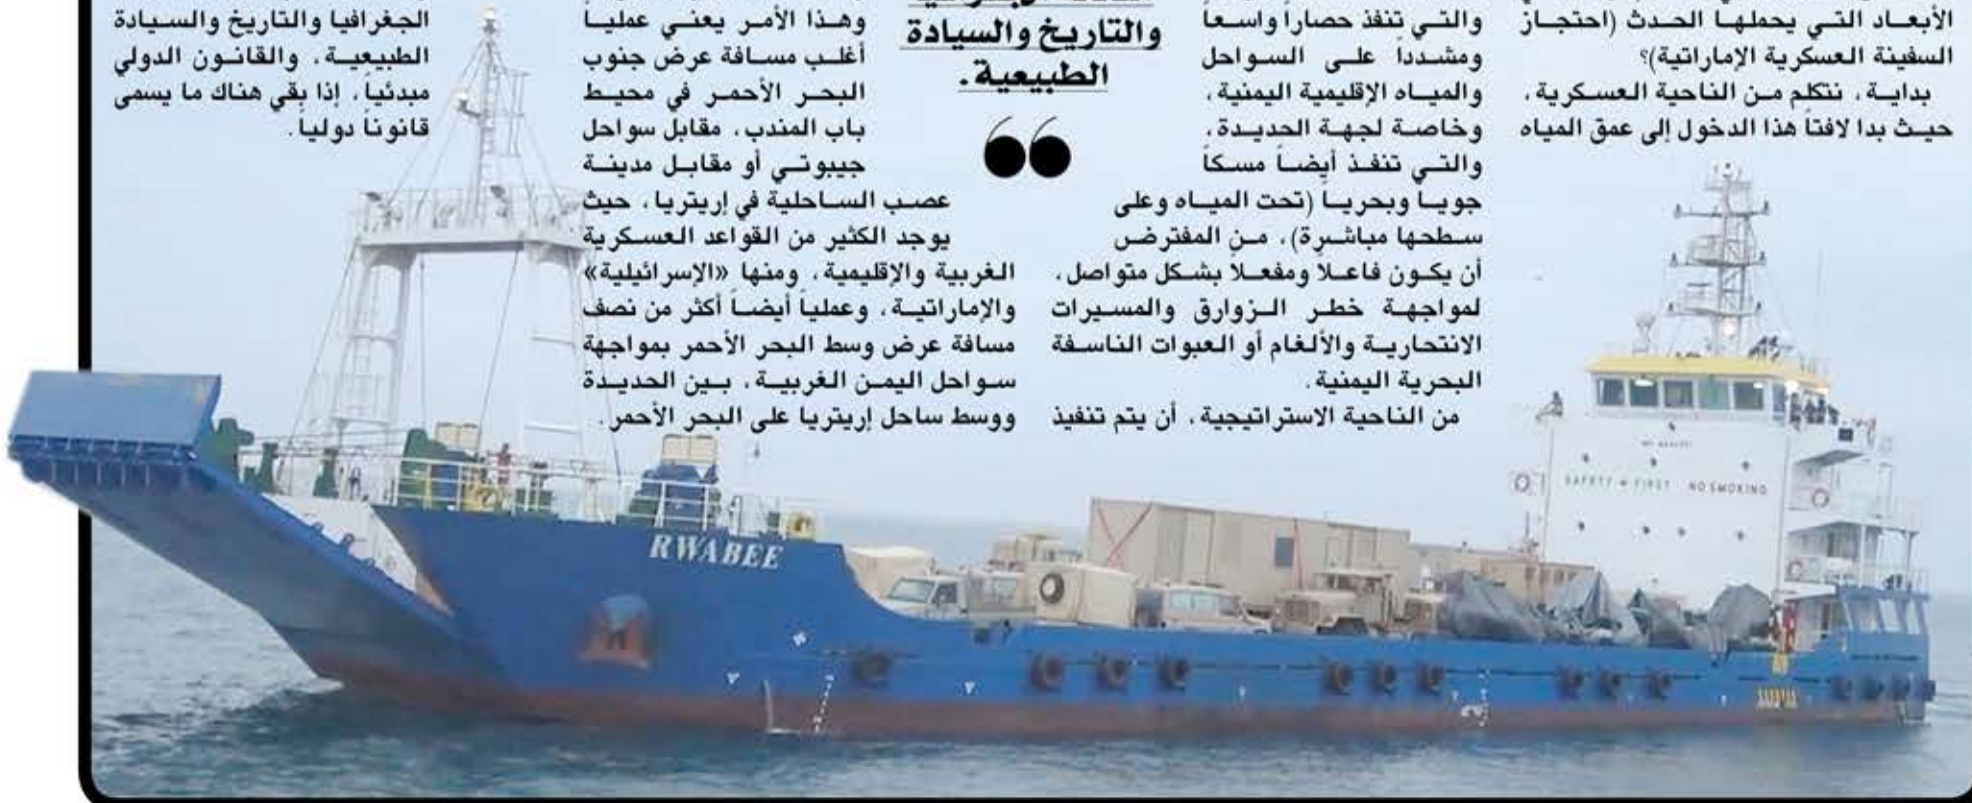 الأبعاد التي يحملها الحدث (احتجاز
السفينة العسكرية الإماراتية)؟
بداية، نتكلم من الناحية العسكرية،
حيث بدا لافتاً هذا الدخول إلى عمق المياه
والتي تنفذ حصاراً واسعاً
ومشدداً على السواحل
والمياه الإقليمية اليمنية،
وخاصة لجهة الحديدة،
والتي تنفذ أيضاً مسكاً
جوياً وبحرياً (تحت المياه وعلى
سطحها مباشرة)، من المفترض
أن يكون فاعلاً ومفعلاً بشكل متواصل،
لمواجهة خطر الزوارق والمسيرات
الانتحارية والألغام أو العبوات الناسفة
البحرية اليمنية.
من الناحية الاستراتيجية، أن يتم تنفيذ
والتاريخ والسيادة
الطبيعية.
وهذا الأمر يعني عملياً
أغلب مسافة عرض جنوب
البحر الأحمر في محيط
باب المندب، مقابل سواحل
جيبوتي أو مقابل مدينة
عصب الساحلية في إريتريا، حيث
يوجد الكثير من القواعد العسكرية
الغربية والإقليمية، ومنها «الإسرائيلية»
والإماراتية، وعملياً أيضاً أكثر من نصف
مسافة عرض وسط البحر الأحمر بمواجهة
سواحل اليمن الغربية، بين الحديدة
ووسط ساحل إريتريا على البحر الأحمر.
الجغرافيا والتاريخ والسيادة
الطبيعية، والقانون الدولي
مبدئياً، إذا بقي هناك ما يسمى
قانوناً دولياً.
SAFETY FIRST NO SMOKING
RWABEE